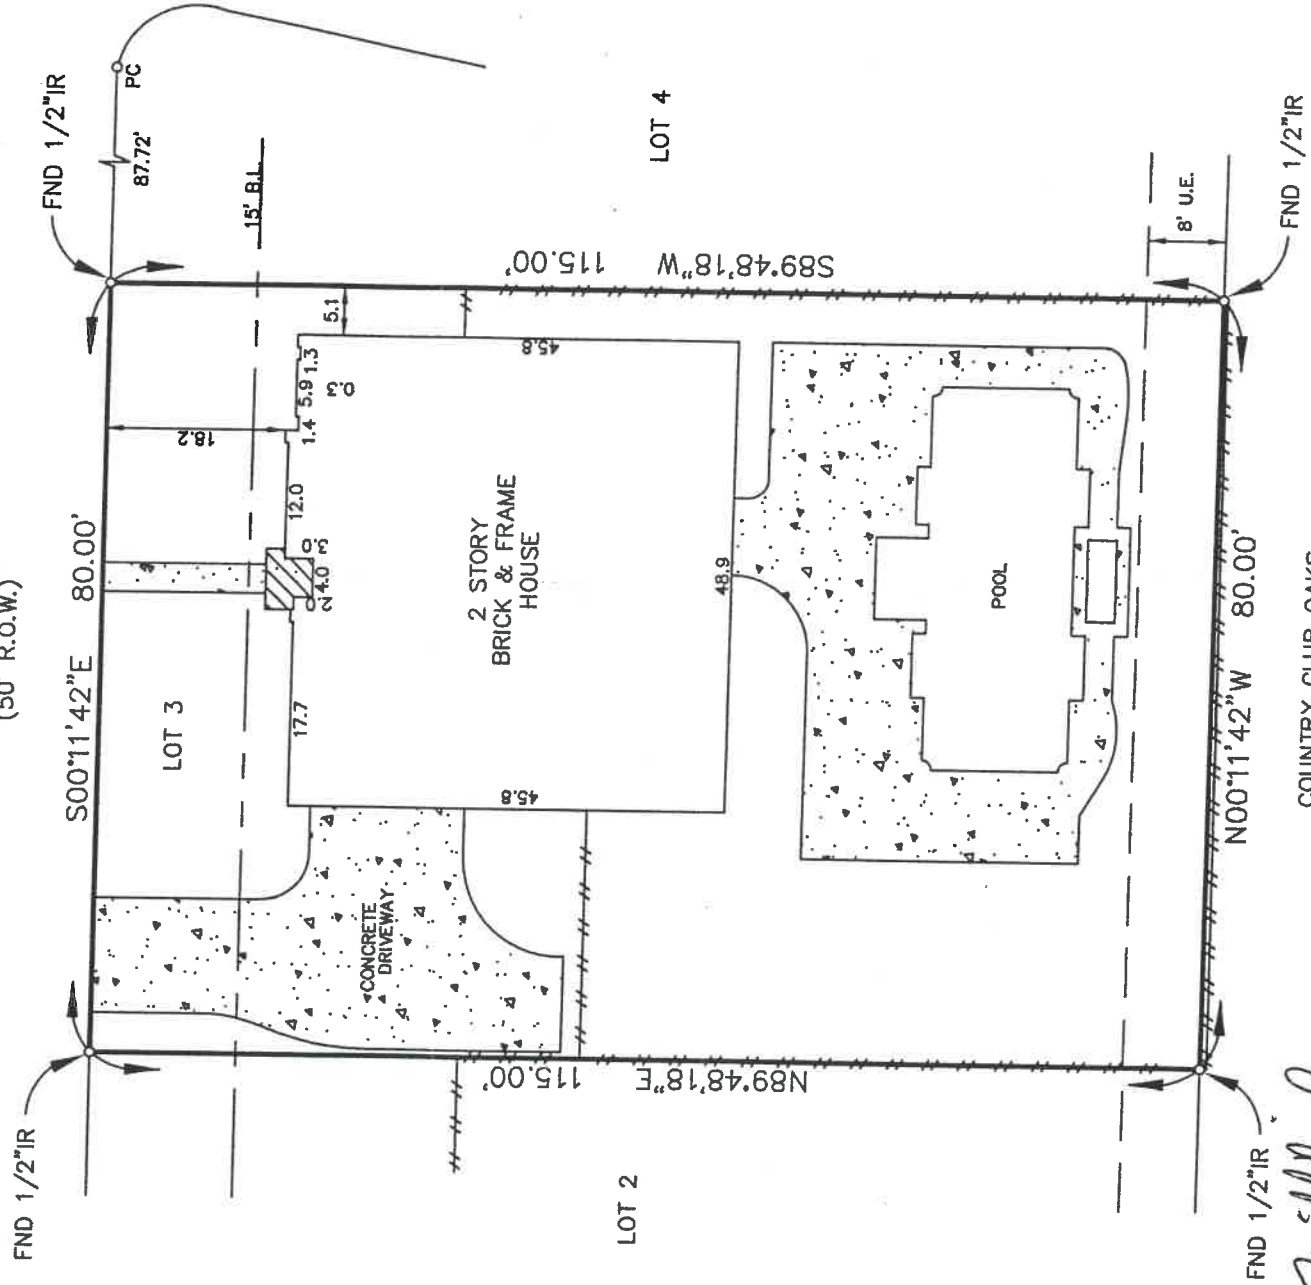 (50' R.O.W.)
FND 1/2"IR
PC
87.72'
FND 1/2"IR
S00°11'42"E 80.00'
15' B.L.
LOT 3
18.2
LOT 4
S89°48'18"W 115.00'
5.1
1.3
5.9
0.3
1.4
12.0
3.0
4.0
2.0
17.7
45.8
45.8
2 STORY
BRICK & FRAME
HOUSE
48.9
CONCRETE
DRIVEWAY
POOL
N89°48'18"E 115.00'
LOT 2
8' U.E.
FND 1/2"IR
N00°11'42"W 80.00'
FND 1/2"IR